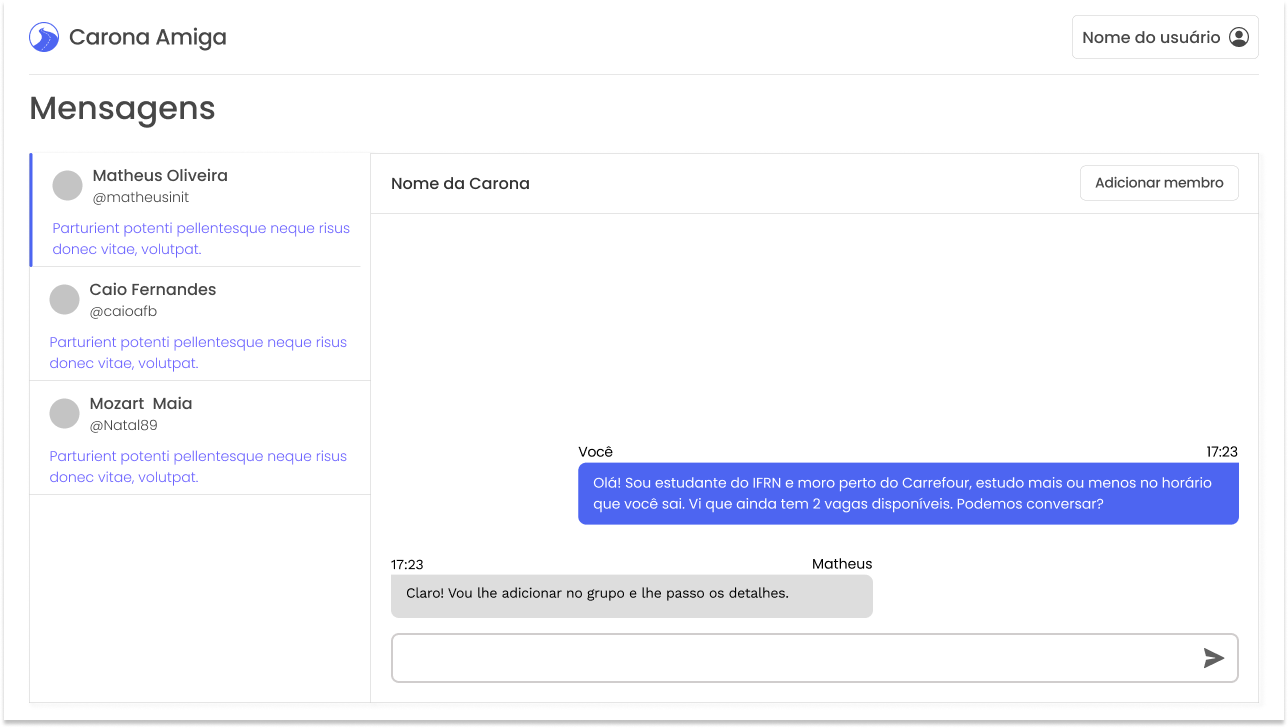 Carona Amiga
Nome do usuário
Mensagens
Matheus Oliveira
@matheusinit
Parturient potenti pellentesque neque risus
donec vitae, volutpat.
Caio Fernandes
@caioafb
Parturient potenti pellentesque neque risus
donec vitae, volutpat.
Mozart Maia
@Natal89
Parturient potenti pellentesque neque risus
donec vitae, volutpat.
Nome da Carona
Adicionar membro
Você
17:23
Olá! Sou estudante do IFRN e moro perto do Carrefour, estudo mais ou menos no horário
que você sai. Vi que ainda tem 2 vagas disponíveis. Podemos conversar?
17:23
Matheus
Claro! Vou lhe adicionar no grupo e lhe passo os detalhes.